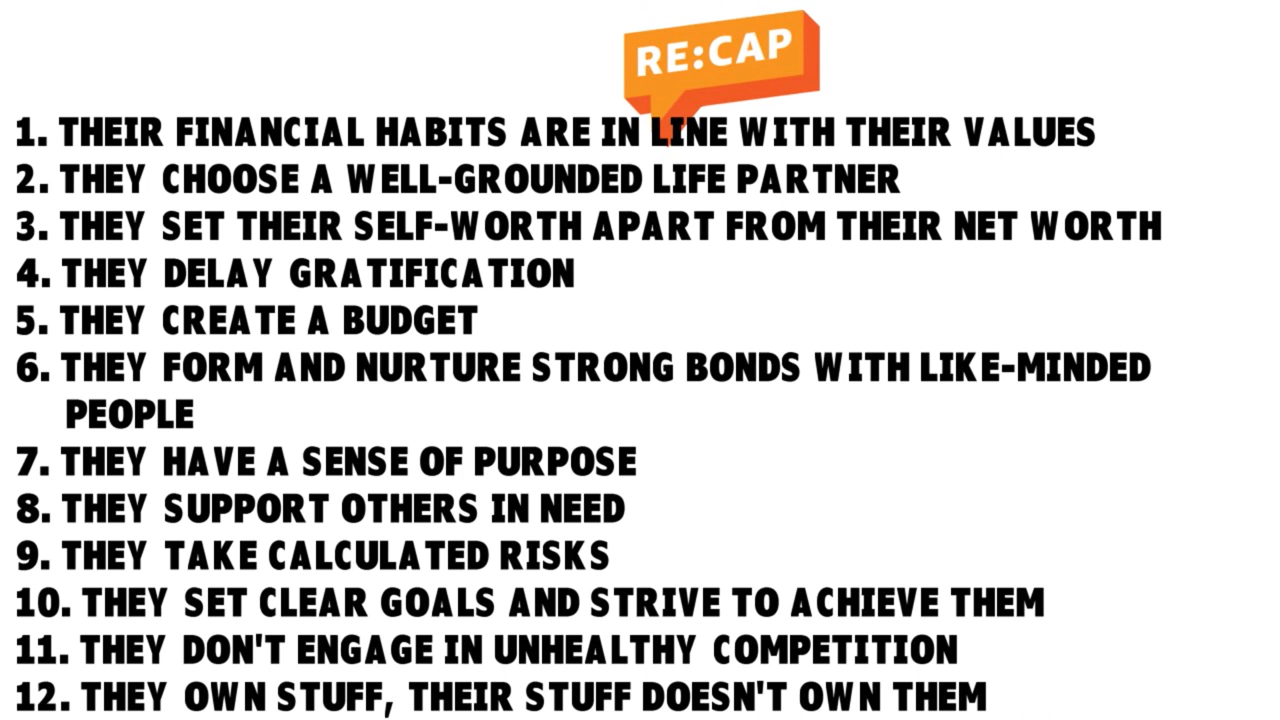 RE:CAP
1. THEIR FINANCIAL HABITS ARE IN LINE WITH THEIR VALUES
2. THEY CHOOSE A WELL-GROUNDED LIFE PARTNER
3. THEY SET THEIR SELF-WORTH APART FROM THEIR NET WORTH
4. THEY DELAY GRATIFICATION
5. THEY CREATE A BUDGET
6. THEY FORM AND NURTURE STRONG BONDS WITH LIKE-MINDED
PEOPLE
7. THEY HAVE A SENSE OF PURPOSE
8. THEY SUPPORT OTHERS IN NEED
9. THEY TAKE CALCULATED RISKS
10. THEY SET CLEAR GOALS AND STRIVE TO ACHIEVE THEM
11. THEY DON'T ENGAGE IN UNHEALTHY COMPETITION
12. THEY OWN STUFF, THEIR STUFF DOESN'T OWN THEM